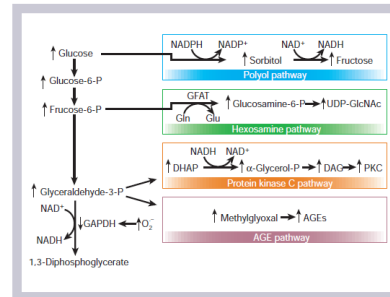 NADPH NADP⁺ NAD⁺ NADH
↑ Glucose ↑ Sorbitol ↑ Fructose
Polyol pathway
↑ Glucose-6-P
GFAT
↑ Fructose-6-P ↑ Glucosamine-6-P ↑UDP-GlcNAc
Gln Glu
Hexosamine pathway
NADH NAD⁺
↑ DHAP ↑ α-Glycerol-P ↑ DAG ↑ PKC
Protein kinase C pathway
↑ Glyceraldehyde-3-P
NAD⁺
↓GAPDH ↑O₂⁻
NADH
↑ Methylglyoxal ↑ AGEs
AGE pathway
1,3-Diphosphoglycerate